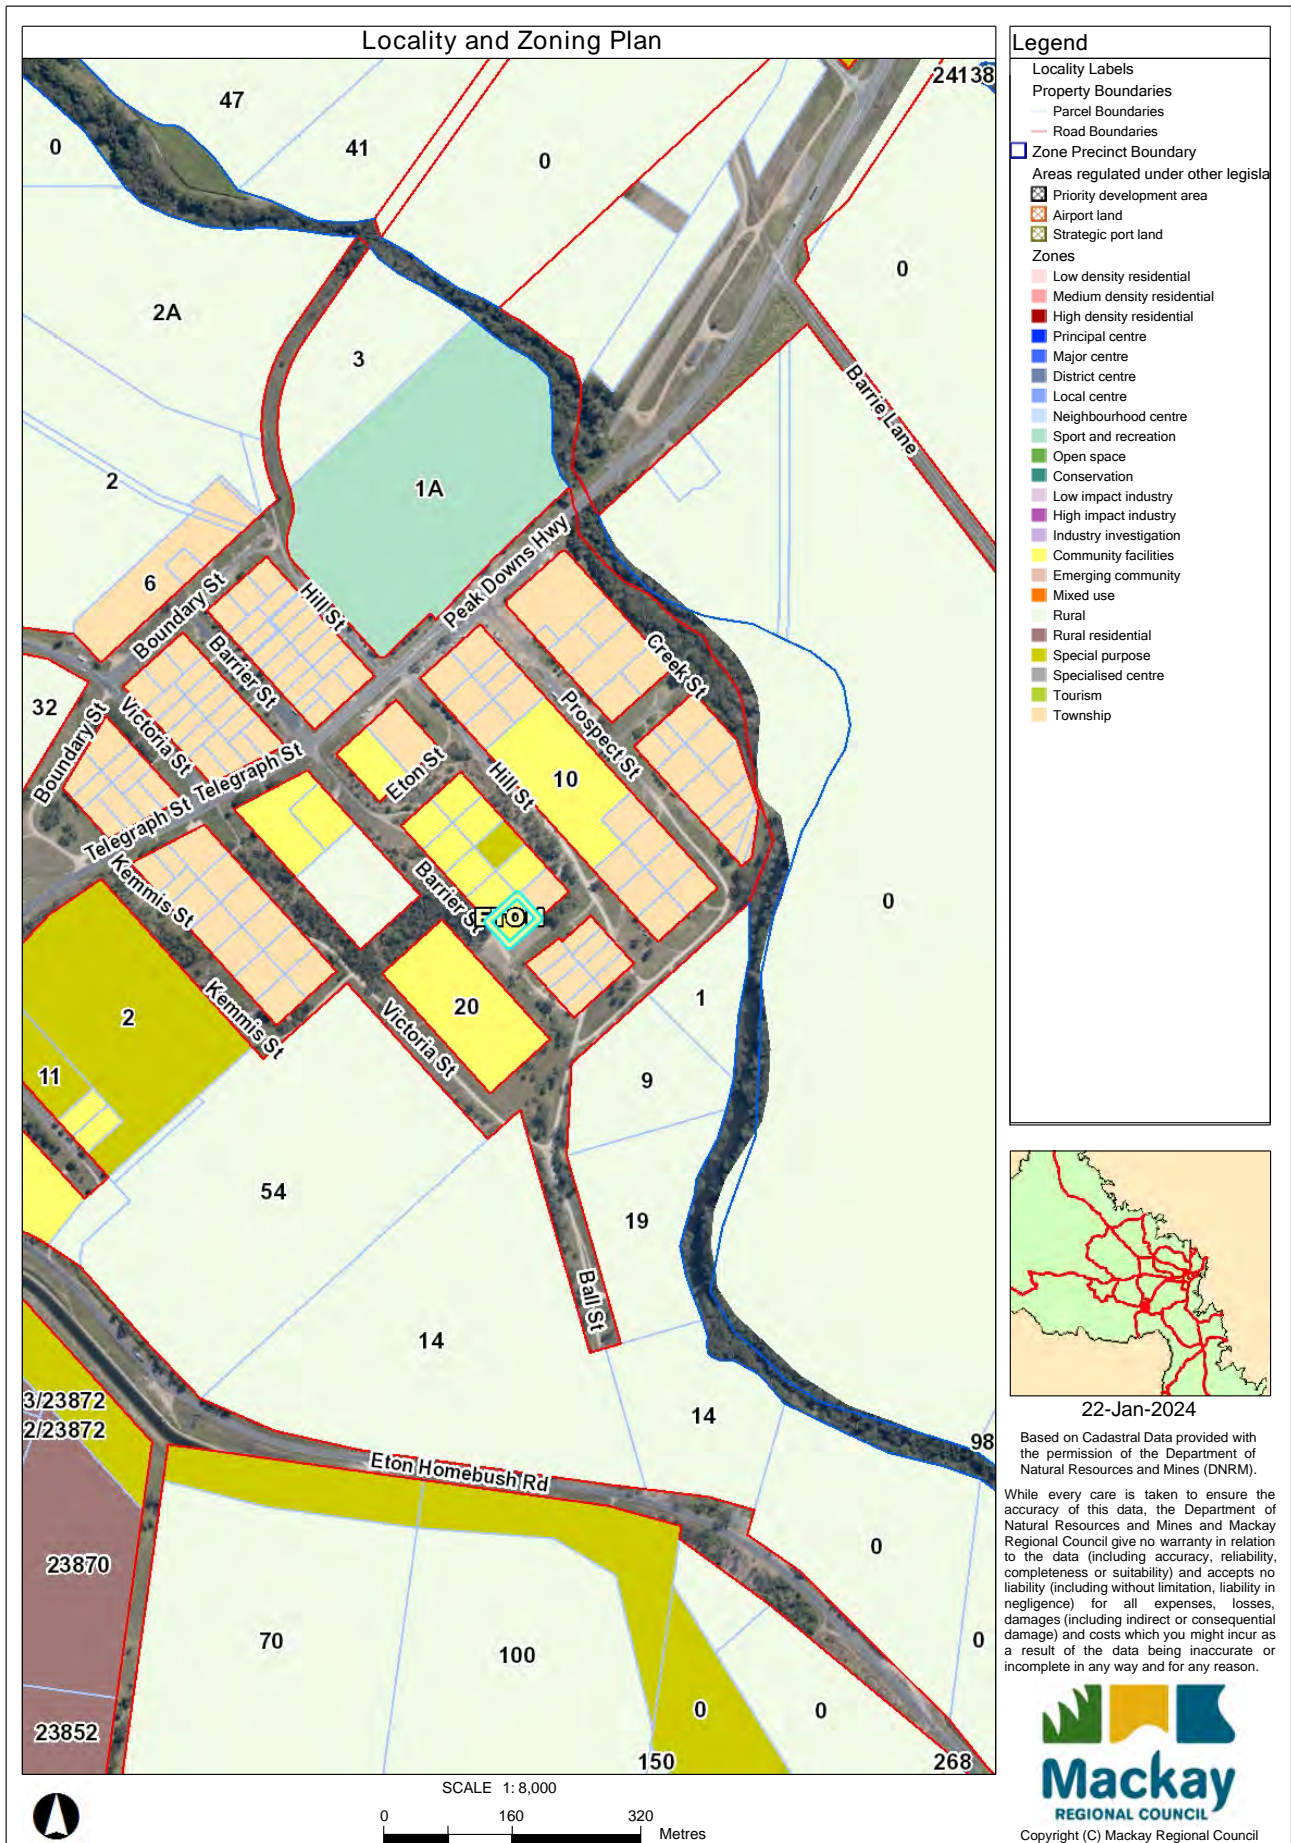 Locality and Zoning Plan
24138
47
0
41
0
0
2A
3
Barrie Lane
2
1A
Peak Downs Hwy
6
Boundary St
Hill St
Barrier St
Creek St
32
Boundary St
Victoria St
Prospect St
Telegraph St
Eton St
Hill St
10
Telegraph St
Kemmis St
Barrier St
ETON
0
2
Kemmis St
20
Victoria St
1
11
9
54
19
Ball St
14
3/23872
2/23872
14
98
Eton Homebush Rd
0
23870
70
100
0
0
0
23852
150
268
SCALE 1: 8,000
0 160 320
Metres
Legend
Locality Labels
Property Boundaries
Parcel Boundaries
Road Boundaries
Zone Precinct Boundary
Areas regulated under other legisla
Priority development area
Airport land
Strategic port land
Zones
Low density residential
Medium density residential
High density residential
Principal centre
Major centre
District centre
Local centre
Neighbourhood centre
Sport and recreation
Open space
Conservation
Low impact industry
High impact industry
Industry investigation
Community facilities
Emerging community
Mixed use
Rural
Rural residential
Special purpose
Specialised centre
Tourism
Township
22-Jan-2024
Based on Cadastral Data provided with
the permission of the Department of
Natural Resources and Mines (DNRM).
While every care is taken to ensure the
accuracy of this data, the Department of
Natural Resources and Mines and Mackay
Regional Council give no warranty in relation
to the data (including accuracy, reliability,
completeness or suitability) and accepts no
liability (including without limitation, liability in
negligence) for all expenses, losses,
damages (including indirect or consequential
damage) and costs which you might incur as
a result of the data being inaccurate or
incomplete in any way and for any reason.
Mackay
REGIONAL COUNCIL
Copyright (C) Mackay Regional Council